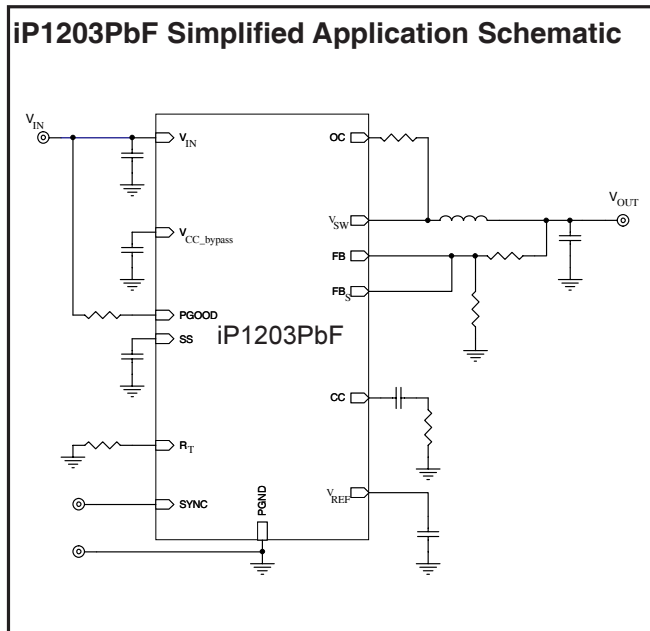 iP1203PbF Simplified Application Schematic
VIN
VIN
OC
VOUT
VSW
VCC_bypass
FB
FBS
PGOOD
SS
iP1203PbF
CC
RT
VREF
SYNC
PGND